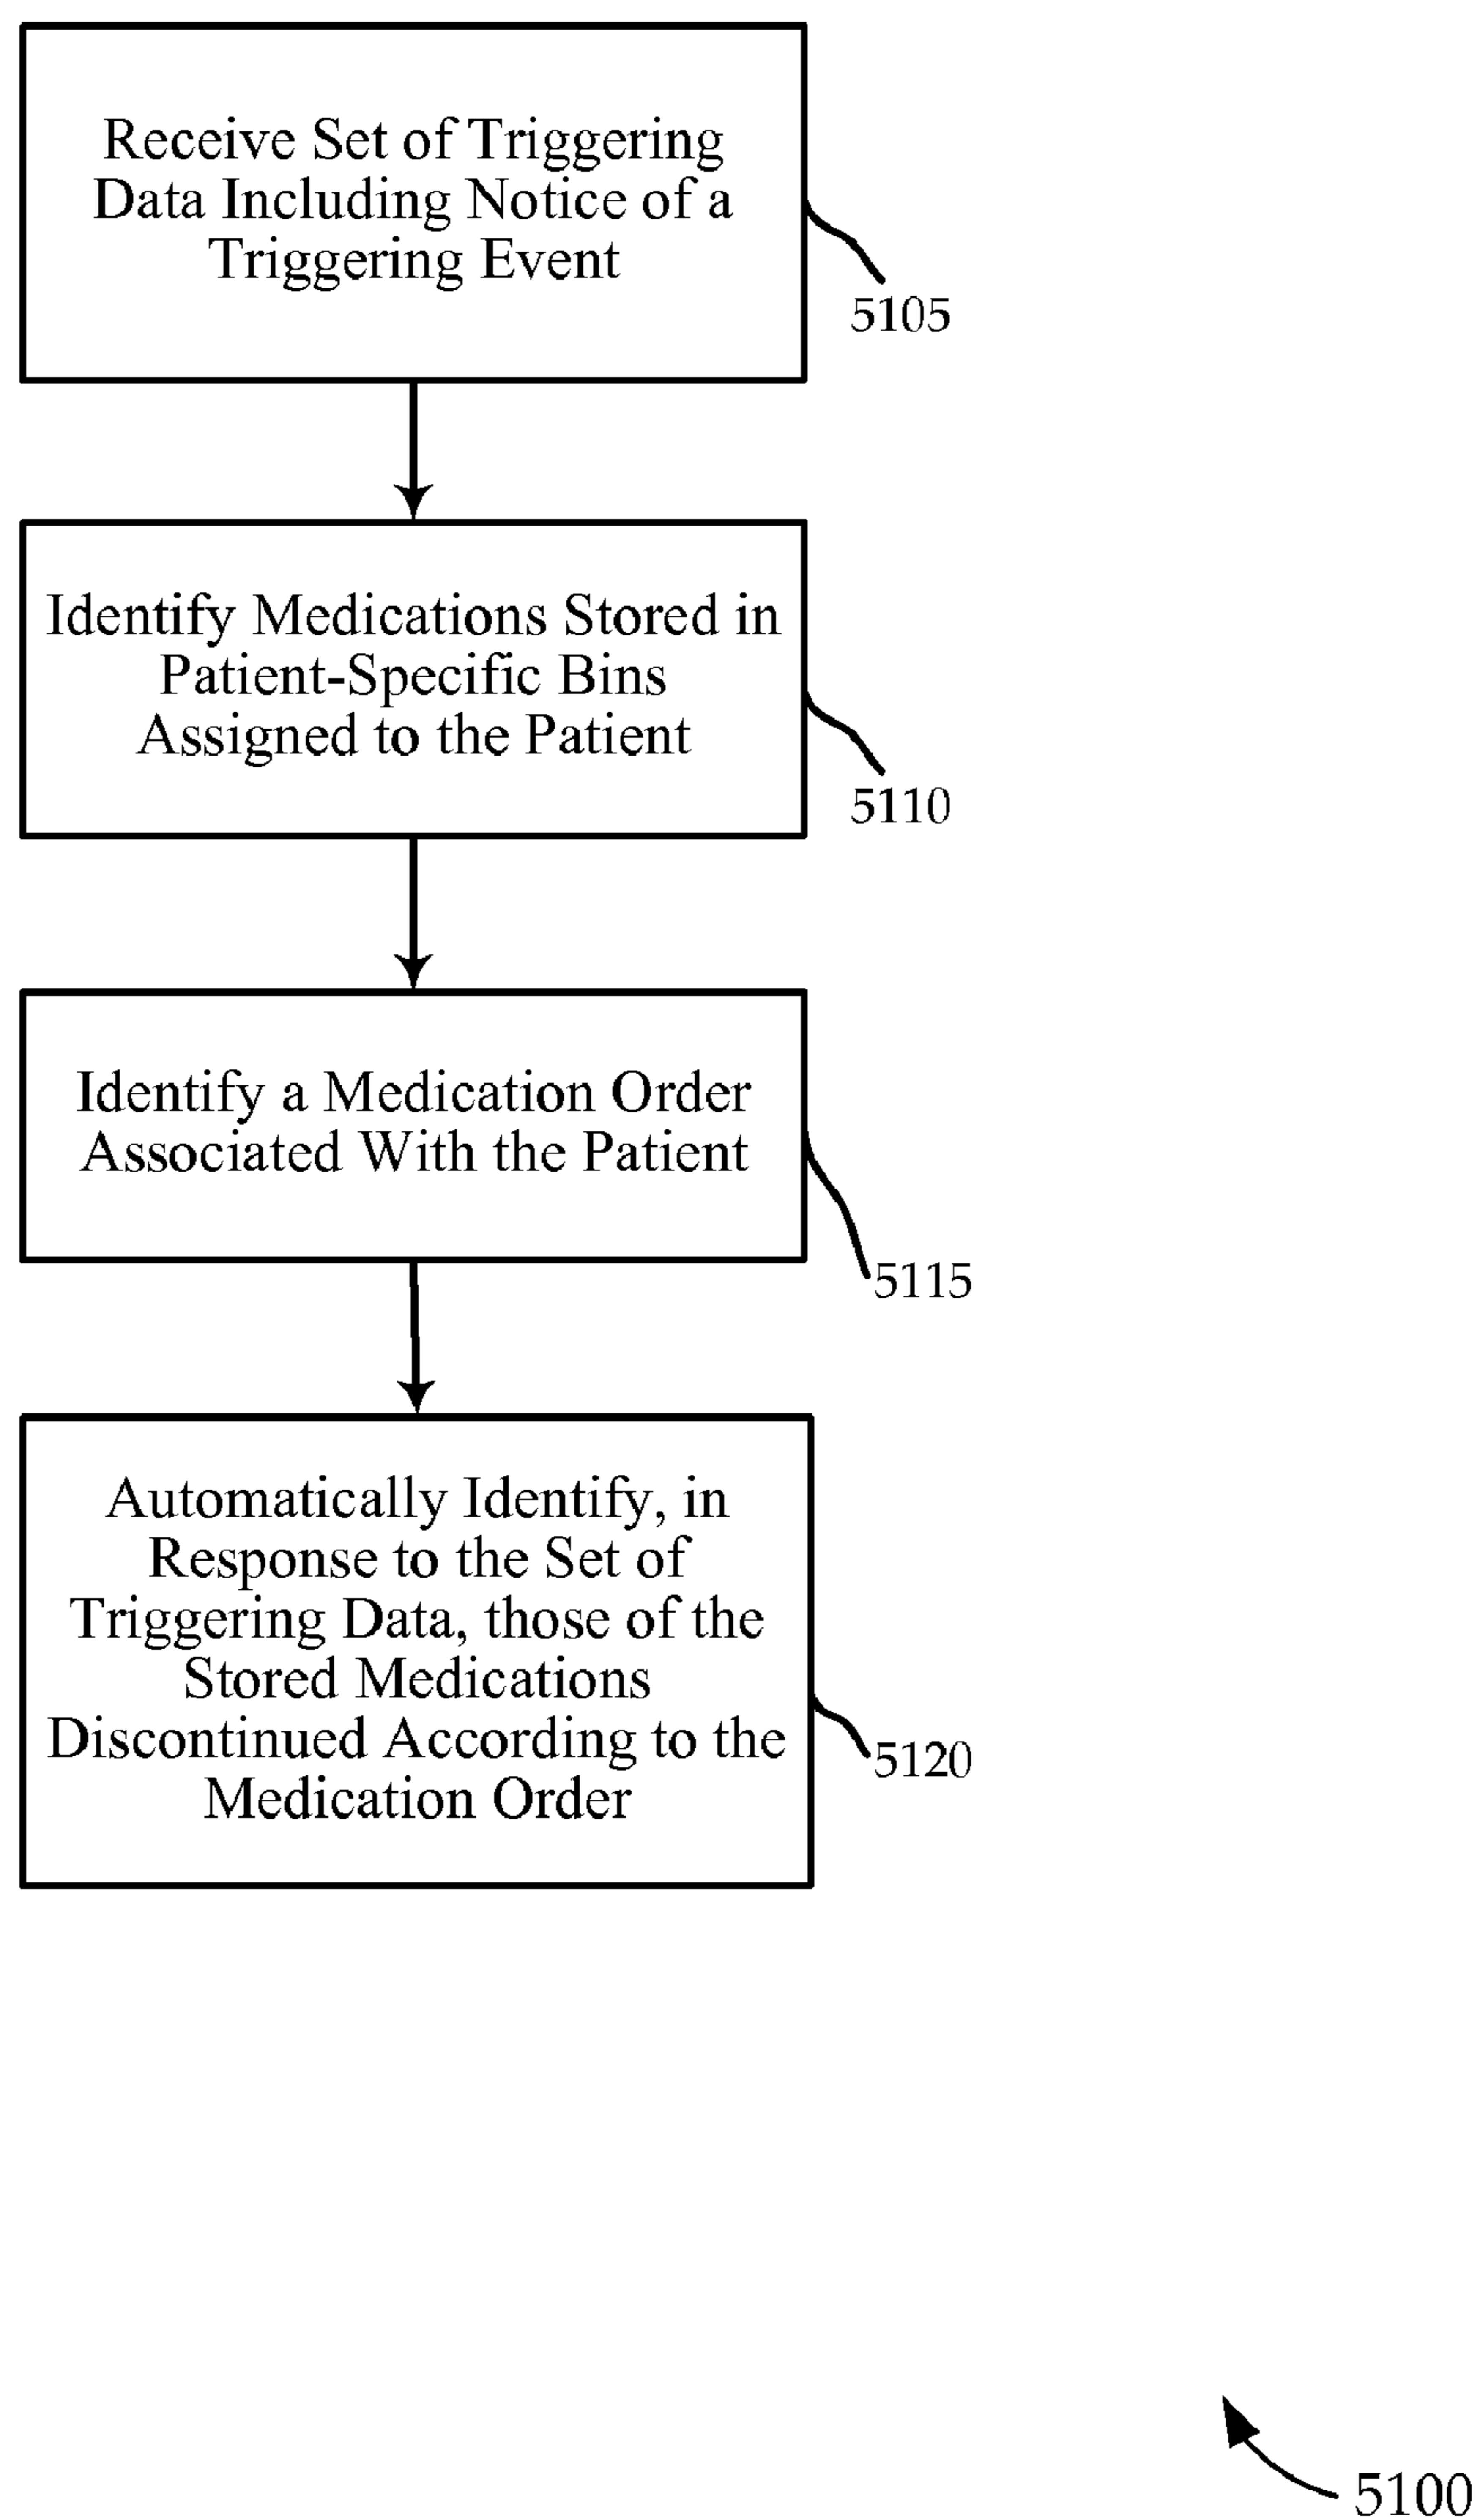 Receive Set of Triggering
Data Including Notice of a
Triggering Event
5105
Identify Medications Stored in
Patient-Specific Bins
Assigned to the Patient
5110
Identify a Medication Order
Associated With the Patient
5115
Automatically Identify, in
Response to the Set of
Triggering Data, those of the
Stored Medications
Discontinued According to the
Medication Order
5120
5100